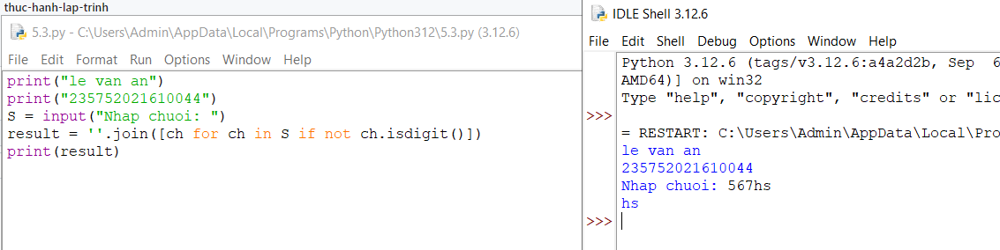 thuc-hanh-lap-trinh
5.3.py - C:\Users\Admin\AppData\Local\Programs\Python\Python312\5.3.py (3.12.6)
File Edit Format Run Options Window Help
print("le van an")
print("235752021610044")
S = input("Nhap chuoi: ")
result = ''.join([ch for ch in S if not ch.isdigit()])
print(result)
IDLE Shell 3.12.6
File Edit Shell Debug Options Window Help
Python 3.12.6 (tags/v3.12.6:a4a2d2b, Sep 6
AMD64)] on win32
Type "help", "copyright", "credits" or "lic
>>>
= RESTART: C:\Users\Admin\AppData\Local\Pro
le van an
235752021610044
Nhap chuoi: 567hs
hs
>>>